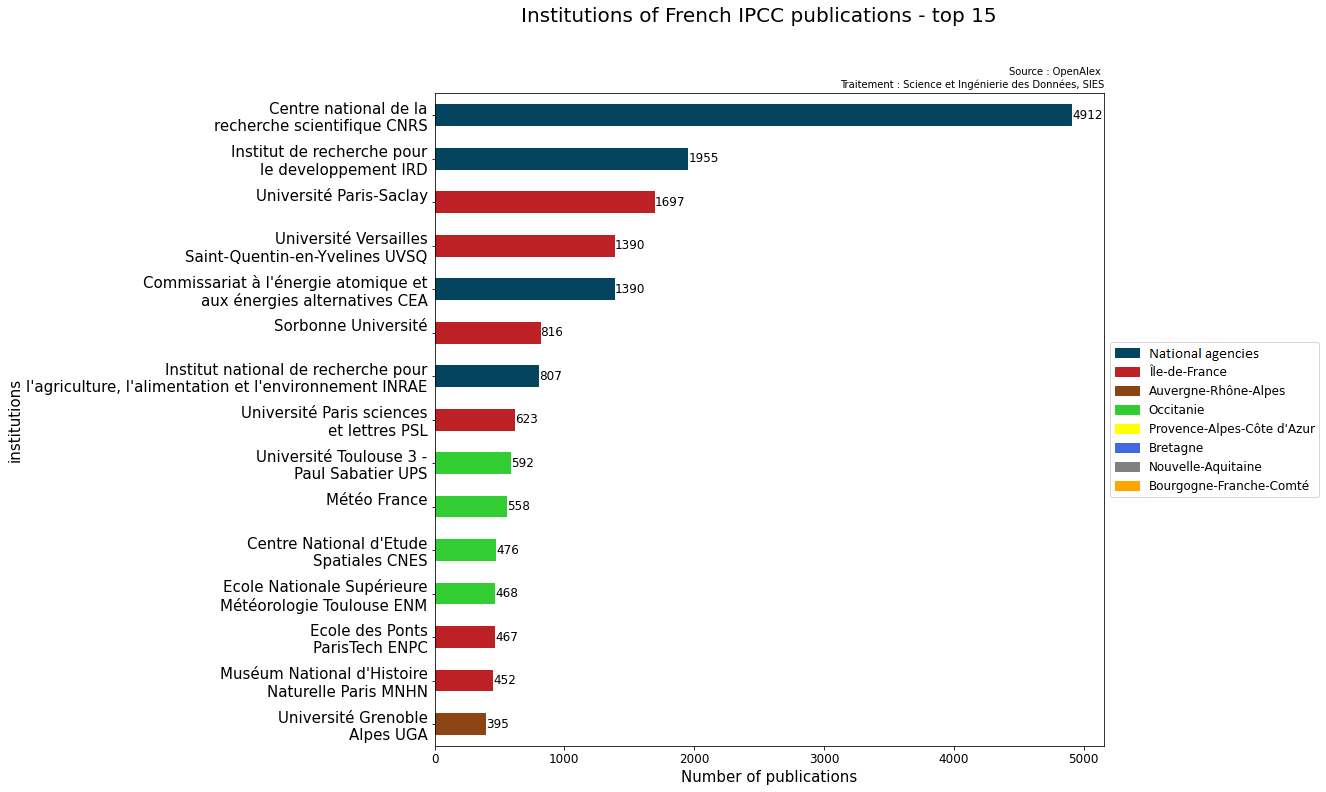 Institutions of French IPCC publications - top 15
Source : OpenAlex
Traitement : Science et Ingénierie des Données, SIES
Centre national de la
recherche scientifique CNRS
4912
Institut de recherche pour
le developpement IRD
1955
Université Paris-Saclay
1697
Université Versailles
Saint-Quentin-en-Yvelines UVSQ
1390
Commissariat à l'énergie atomique et
aux énergies alternatives CEA
1390
Sorbonne Université
816
Institut national de recherche pour
l'agriculture, l'alimentation et l'environnement INRAE
807
Université Paris sciences
et lettres PSL
623
Université Toulouse 3 -
Paul Sabatier UPS
592
Météo France
558
Centre National d'Etude
Spatiales CNES
476
Ecole Nationale Supérieure
Météorologie Toulouse ENM
468
Ecole des Ponts
ParisTech ENPC
467
Muséum National d'Histoire
Naturelle Paris MNHN
452
Université Grenoble
Alpes UGA
395
institutions
0 1000 2000 3000 4000 5000
Number of publications
National agencies
Île-de-France
Auvergne-Rhône-Alpes
Occitanie
Provence-Alpes-Côte d'Azur
Bretagne
Nouvelle-Aquitaine
Bourgogne-Franche-Comté